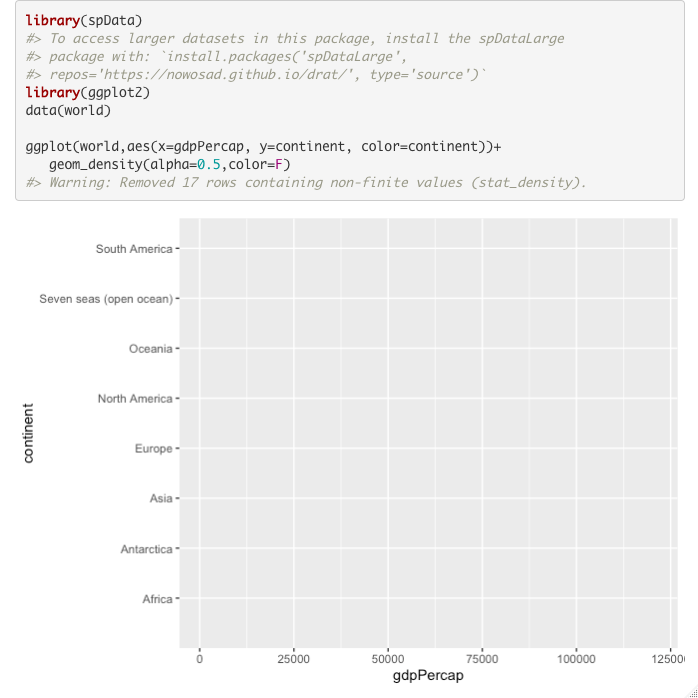 library(spData)
#> To access larger datasets in this package, install the spDataLarge
#> package with: `install.packages('spDataLarge',
#> repos='https://nowosad.github.io/drat/', type='source')`
library(ggplot2)
data(world)
ggplot(world,aes(x=gdpPercap, y=continent, color=continent))+
geom_density(alpha=0.5,color=F)
#> Warning: Removed 17 rows containing non-finite values (stat_density).
South America
Seven seas (open ocean)
Oceania
North America
Europe
Asia
Antarctica
Africa
continent
0 25000 50000 75000 100000 12500
gdpPercap